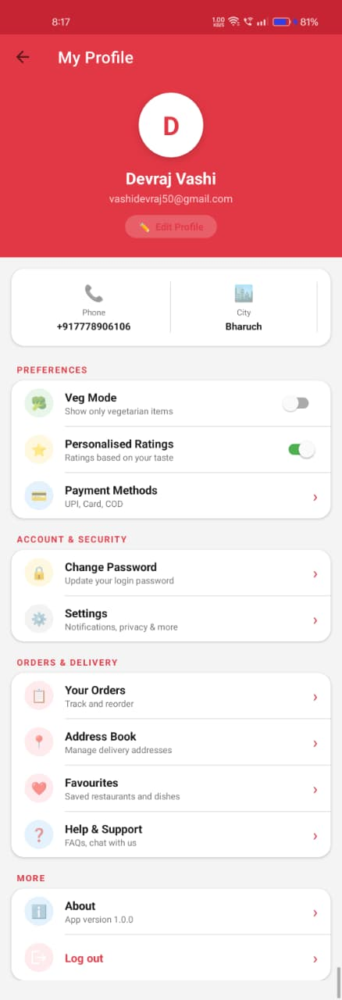 8:17
1.00 KB/S 81%
My Profile
D
Devraj Vashi
vashidevraj50@gmail.com
Edit Profile
Phone
+917778906106
City
Bharuch
PREFERENCES
Veg Mode
Show only vegetarian items
Personalised Ratings
Ratings based on your taste
Payment Methods
UPI, Card, COD
ACCOUNT & SECURITY
Change Password
Update your login password
Settings
Notifications, privacy & more
ORDERS & DELIVERY
Your Orders
Track and reorder
Address Book
Manage delivery addresses
Favourites
Saved restaurants and dishes
Help & Support
FAQs, chat with us
MORE
About
App version 1.0.0
Log out